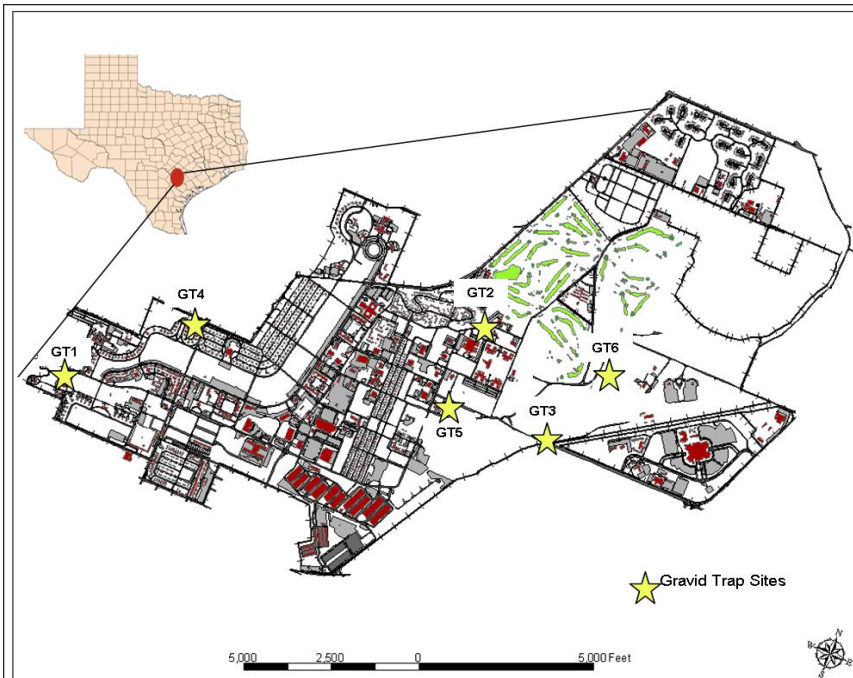 GT4
GT2
GT1
GT6
GT3
GT5
Gravid Trap Sites
5,000 2,500 0 5,000 Feet
N
W E
S